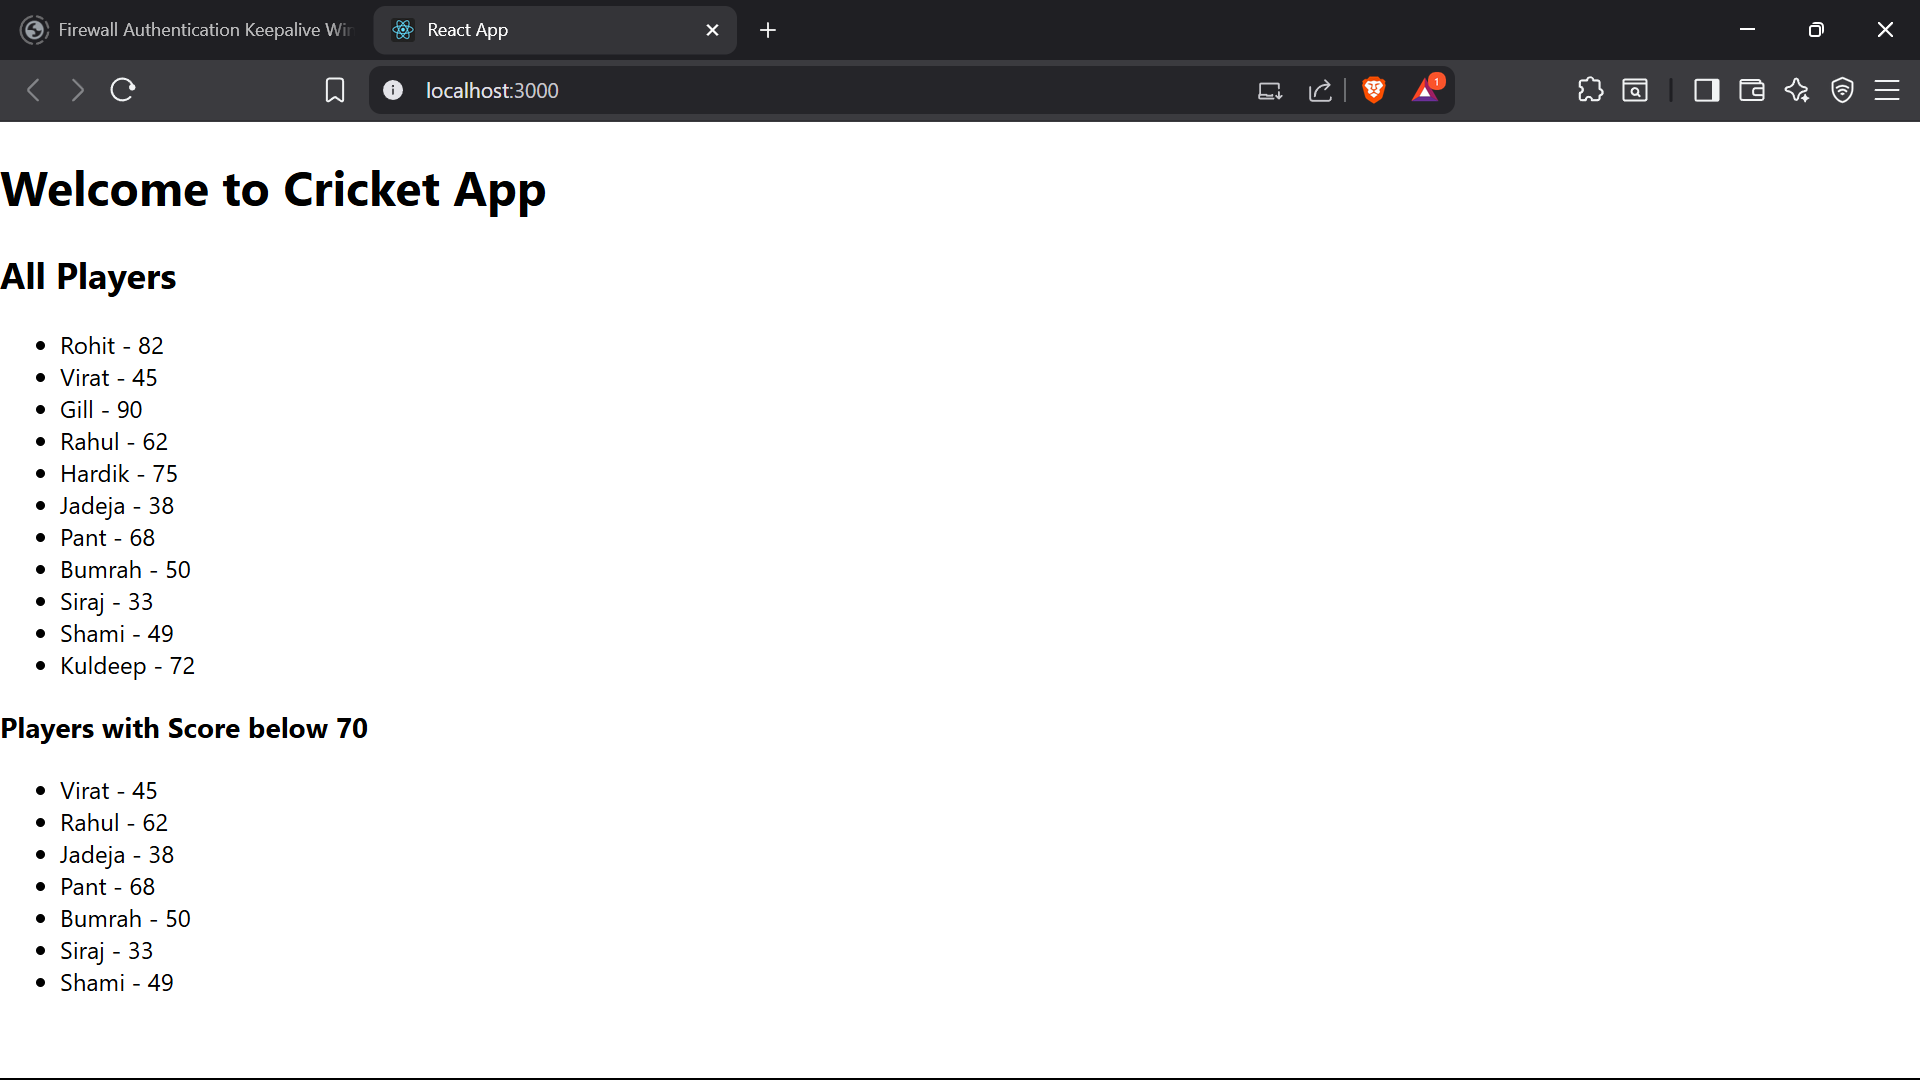 Firewall Authentication Keepalive Wi
React App
localhost:3000
1
Welcome to Cricket App
All Players
• Rohit - 82
• Virat - 45
• Gill - 90
• Rahul - 62
• Hardik - 75
• Jadeja - 38
• Pant - 68
• Bumrah - 50
• Siraj - 33
• Shami - 49
• Kuldeep - 72
Players with Score below 70
• Virat - 45
• Rahul - 62
• Jadeja - 38
• Pant - 68
• Bumrah - 50
• Siraj - 33
• Shami - 49